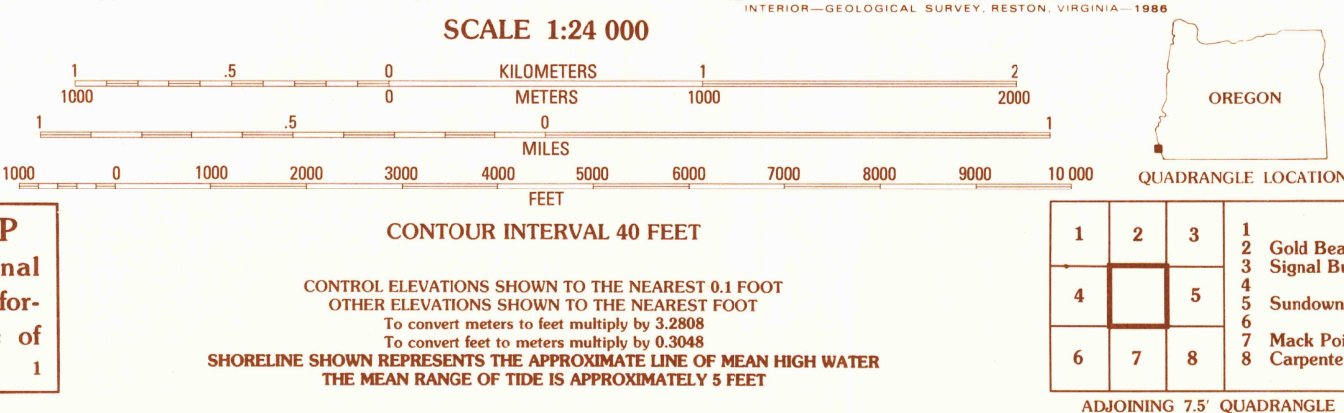 INTERIOR—GEOLOGICAL SURVEY, RESTON, VIRGINIA—1986
SCALE 1:24 000
1 .5 0 KILOMETERS 1 2
1000 0 METERS 1000 2000
1 .5 0 1
MILES
1000 0 1000 2000 3000 4000 5000 6000 7000 8000 9000 10 000
FEET
OREGON
QUADRANGLE LOCATION
P
nal
for-
of
1
CONTOUR INTERVAL 40 FEET
CONTROL ELEVATIONS SHOWN TO THE NEAREST 0.1 FOOT
OTHER ELEVATIONS SHOWN TO THE NEAREST FOOT
To convert meters to feet multiply by 3.2808
To convert feet to meters multiply by 0.3048
SHORELINE SHOWN REPRESENTS THE APPROXIMATE LINE OF MEAN HIGH WATER
THE MEAN RANGE OF TIDE IS APPROXIMATELY 5 FEET
1 2 3
4 5
6 7 8
1
2 Gold Bea
3 Signal Bu
4
5 Sundown
6
7 Mack Poi
8 Carpente
ADJOINING 7.5' QUADRANGLE